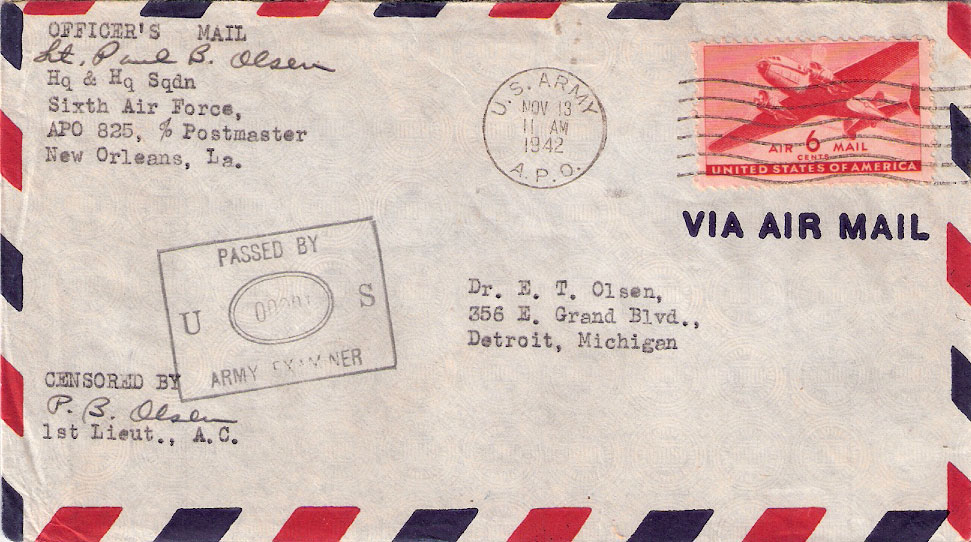 OFFICER'S MAIL
Lt. Paul B. Olsen
Hq & Hq Sqdn
Sixth Air Force,
APO 825, c/o Postmaster
New Orleans, La.
U.S. ARMY
NOV 13
11 AM
1942
A.P.O.
AIR 6 MAIL
CENTS
UNITED STATES OF AMERICA
VIA AIR MAIL
PASSED BY
U S
ARMY EXAMINER
Dr. E. T. Olsen,
356 E. Grand Blvd.,
Detroit, Michigan
CENSORED BY
P. B. Olsen
1st Lieut., A.C.